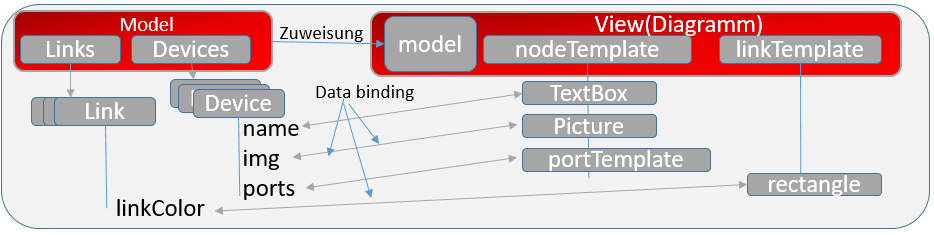 Model
View(Diagramm)
Links
Devices
Zuweisung
model
nodeTemplate
linkTemplate
Link
Device
Data binding
TextBox
name
Picture
img
portTemplate
ports
rectangle
linkColor